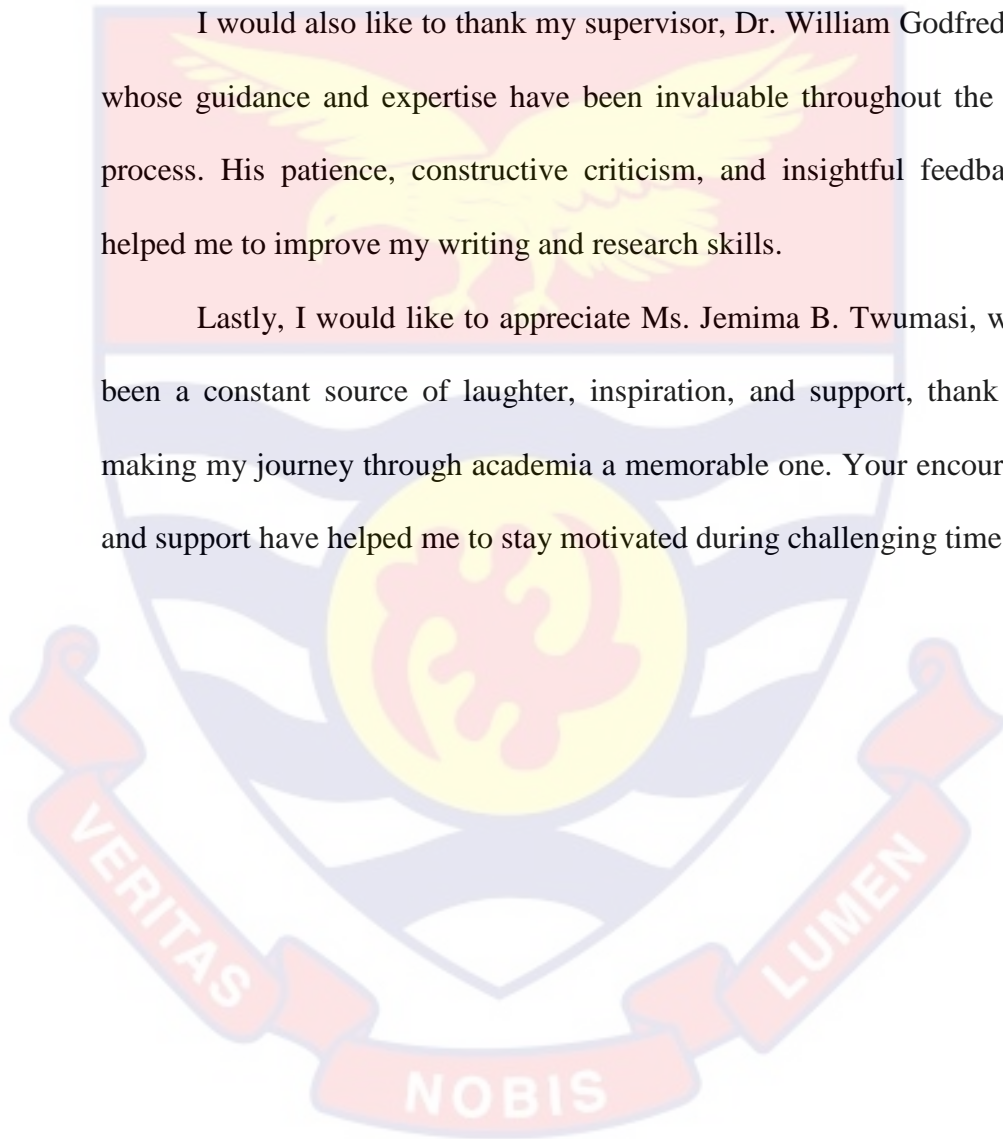 I would also like to thank my supervisor, Dr. William Godfred
whose guidance and expertise have been invaluable throughout the
process. His patience, constructive criticism, and insightful feedba
helped me to improve my writing and research skills.
Lastly, I would like to appreciate Ms. Jemima B. Twumasi, w
been a constant source of laughter, inspiration, and support, thank
making my journey through academia a memorable one. Your encour
and support have helped me to stay motivated during challenging time
VERITAS
NOBIS
LUMEN